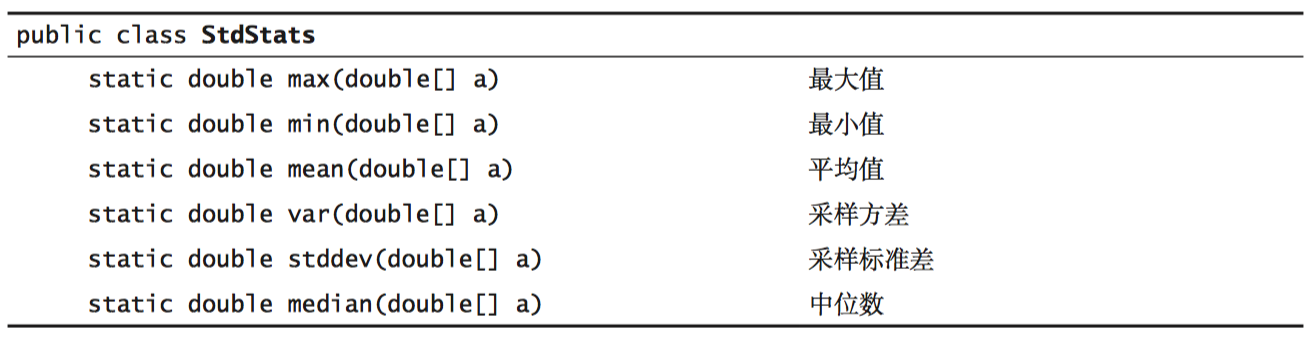 public class StdStats
static double max(double[] a) 最大值
static double min(double[] a) 最小值
static double mean(double[] a) 平均值
static double var(double[] a) 采样方差
static double stddev(double[] a) 采样标准差
static double median(double[] a) 中位数